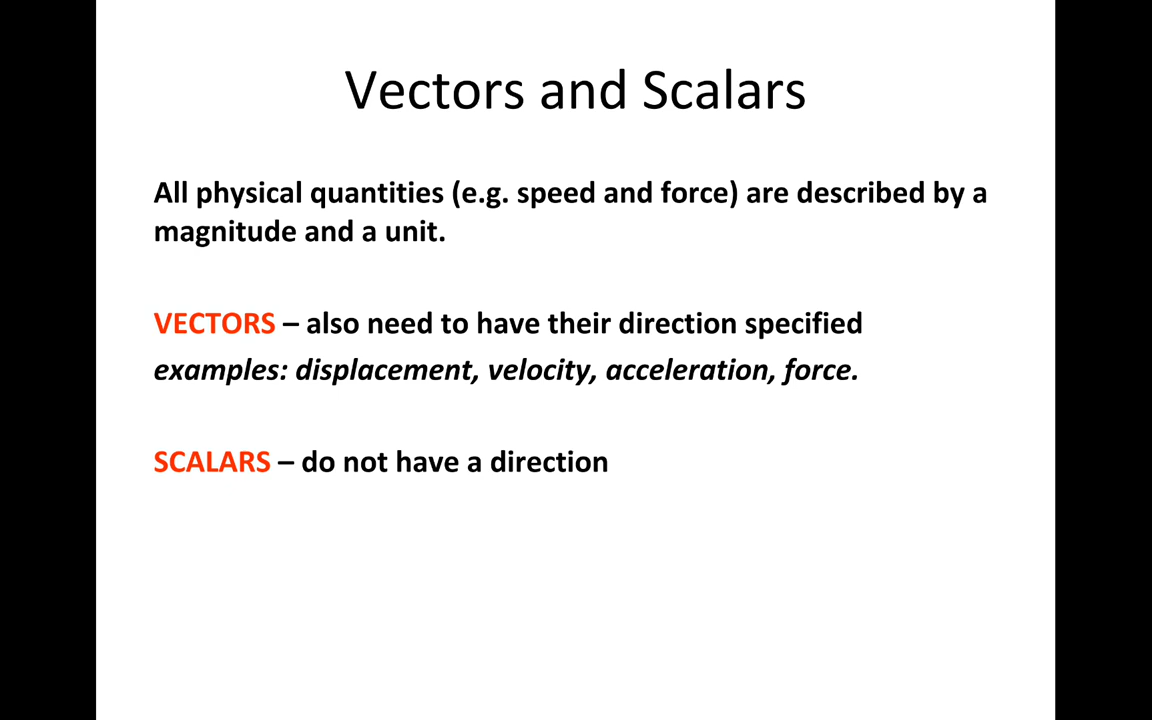 Vectors and Scalars
All physical quantities (e.g. speed and force) are described by a
magnitude and a unit.
VECTORS – also need to have their direction specified
examples: displacement, velocity, acceleration, force.
SCALARS – do not have a direction